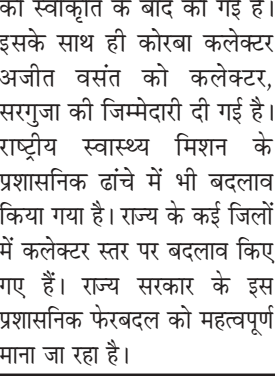 की स्वीकृति के बाद की गई है।
इसके साथ ही कोरबा कलेक्टर
अजीत वसंत को कलेक्टर,
सरगुजा की जिम्मेदारी दी गई है।
राष्ट्रीय स्वास्थ्य मिशन के
प्रशासनिक ढांचे में भी बदलाव
किया गया है। राज्य के कई जिलों
में कलेक्टर स्तर पर बदलाव किए
गए हैं। राज्य सरकार के इस
प्रशासनिक फेरबदल को महत्वपूर्ण
माना जा रहा है।